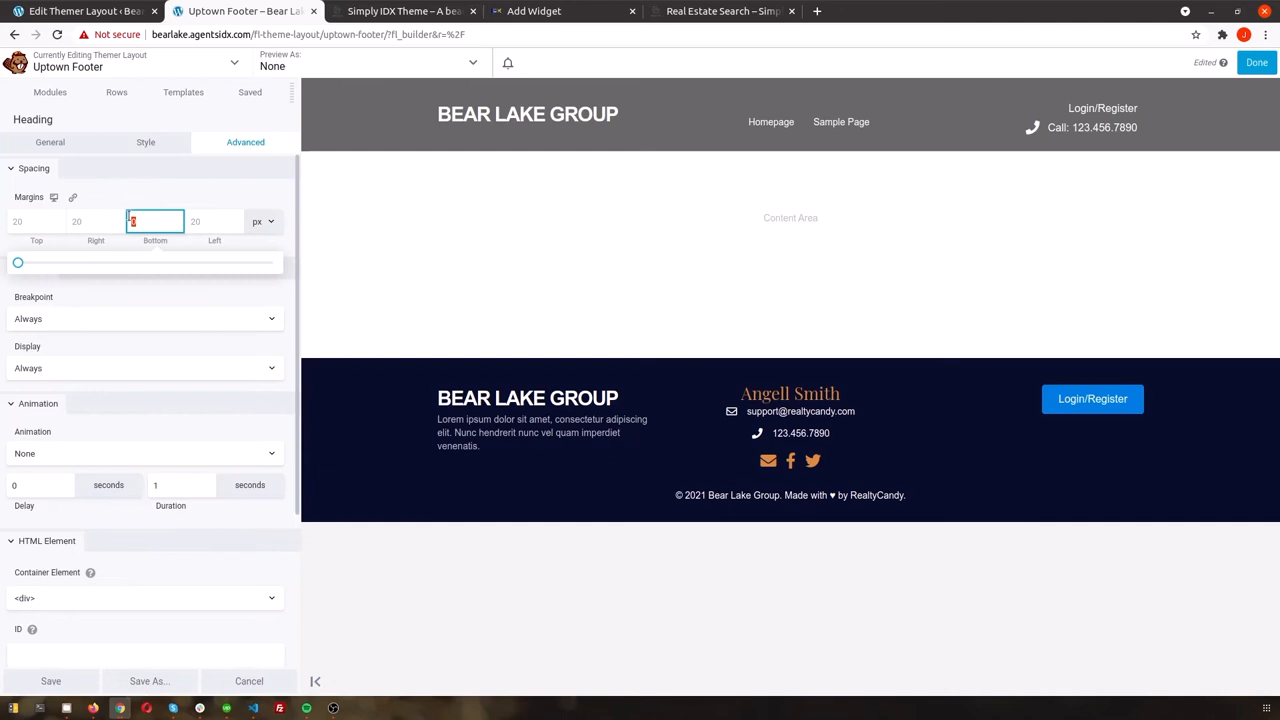 Edit Themer Layout ‹ Bea
Uptown Footer – Bear Lak
Simply IDX Theme – A bea
Add Widget
Real Estate Search – Simp
Not secure
bearlake.agentsidx.com/fl-theme-layout/uptown-footer/?fl_builder&r=%2F
J
Currently Editing Themer Layout
Uptown Footer
Preview As:
None
Edited
?
Done
Modules
Rows
Templates
Saved
Heading
General
Style
Advanced
Spacing
Margins
20
20
0
20
px
Top
Right
Bottom
Left
Breakpoint
Always
Display
Always
Animation
Animation
None
0
seconds
1
seconds
Delay
Duration
HTML Element
Container Element
?
<div>
ID
?
Save
Save As...
Cancel
BEAR LAKE GROUP
Homepage
Sample Page
Login/Register
Call: 123.456.7890
Content Area
BEAR LAKE GROUP
Lorem ipsum dolor sit amet, consectetur adipiscing
elit. Nunc hendrerit nunc vel quam imperdiet
venenatis.
Angell Smith
support@realtycandy.com
123.456.7890
Login/Register
© 2021 Bear Lake Group. Made with ♥ by RealtyCandy.